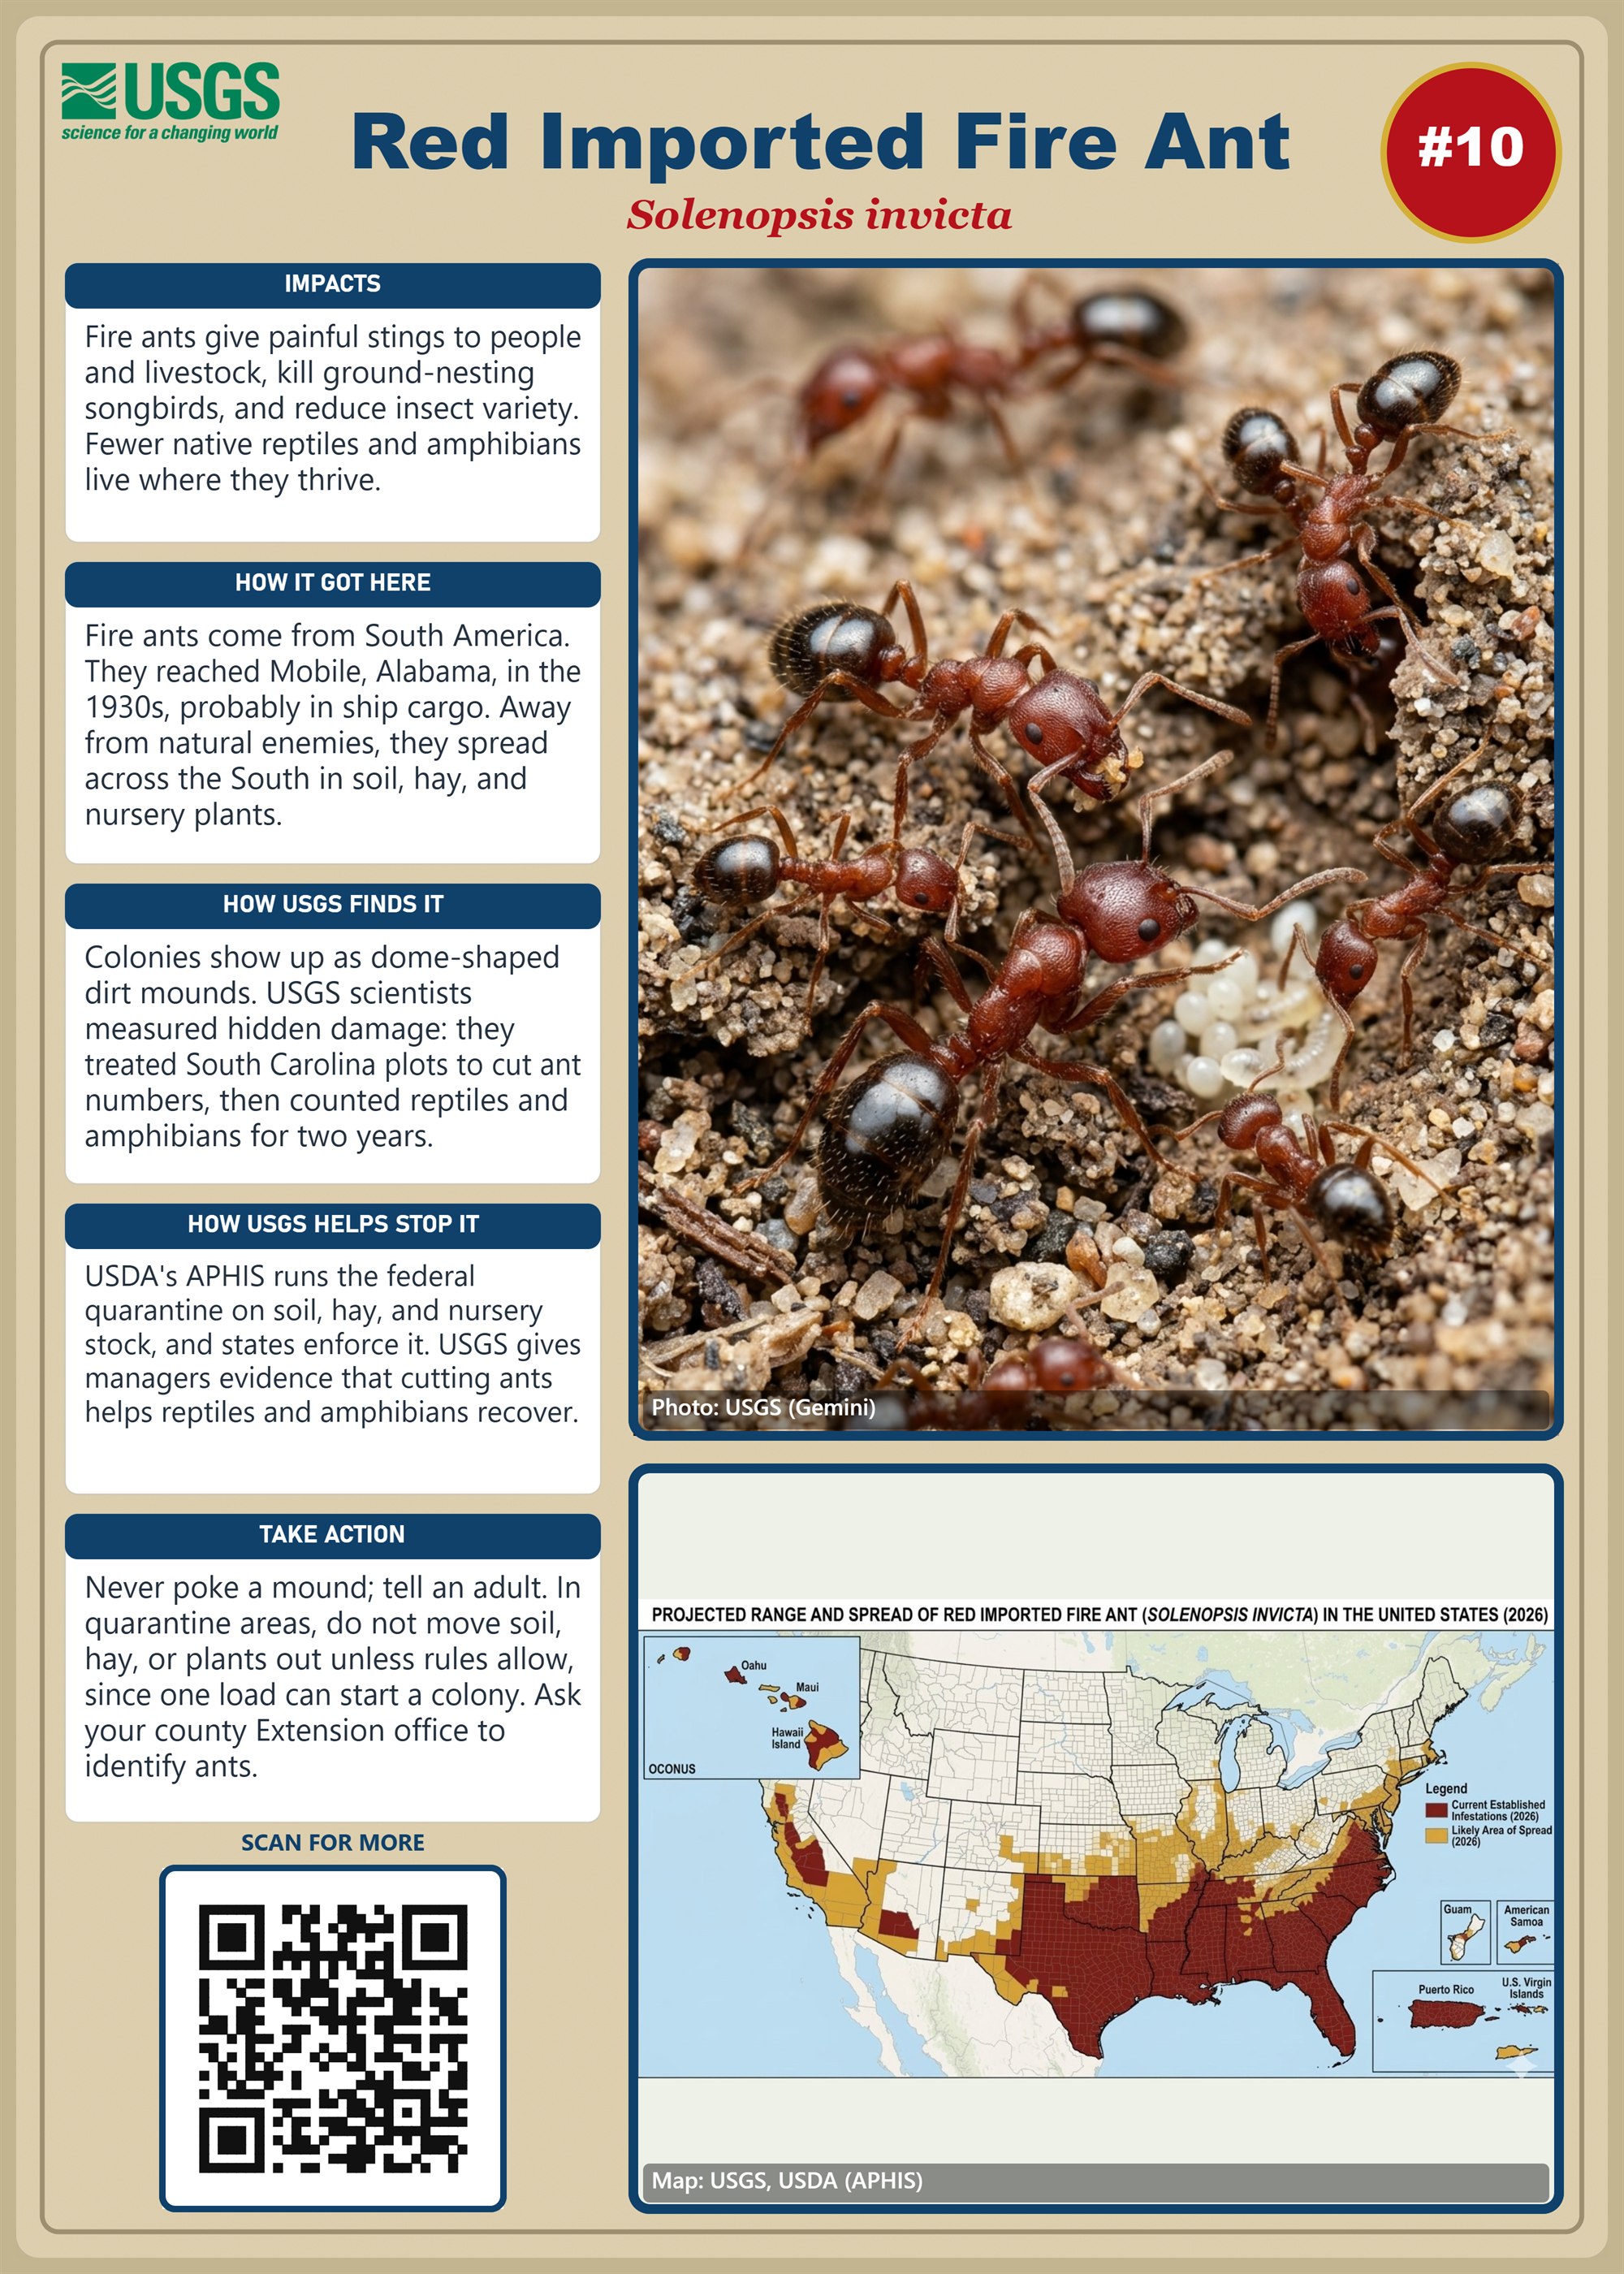 USGS
science for a changing world
Red Imported Fire Ant
#10
Solenopsis invicta
IMPACTS
Fire ants give painful stings to people
and livestock, kill ground-nesting
songbirds, and reduce insect variety.
Fewer native reptiles and amphibians
live where they thrive.
HOW IT GOT HERE
Fire ants come from South America.
They reached Mobile, Alabama, in the
1930s, probably in ship cargo. Away
from natural enemies, they spread
across the South in soil, hay, and
nursery plants.
HOW USGS FINDS IT
Colonies show up as dome-shaped
dirt mounds. USGS scientists
measured hidden damage: they
treated South Carolina plots to cut ant
numbers, then counted reptiles and
amphibians for two years.
HOW USGS HELPS STOP IT
USDA's APHIS runs the federal
quarantine on soil, hay, and nursery
stock, and states enforce it. USGS gives
managers evidence that cutting ants
helps reptiles and amphibians recover.
TAKE ACTION
Never poke a mound; tell an adult. In
quarantine areas, do not move soil,
hay, or plants out unless rules allow,
since one load can start a colony. Ask
your county Extension office to
identify ants.
SCAN FOR MORE
Photo: USGS (Gemini)
PROJECTED RANGE AND SPREAD OF RED IMPORTED FIRE ANT (SOLENOPSIS INVICTA) IN THE UNITED STATES (2026)
Oahu
Maui
Hawaii
Island
OCONUS
Legend
Current Established
Infestations (2026)
Likely Area of Spread
(2026)
Guam
American
Samoa
Puerto Rico
U.S. Virgin
Islands
Map: USGS, USDA (APHIS)